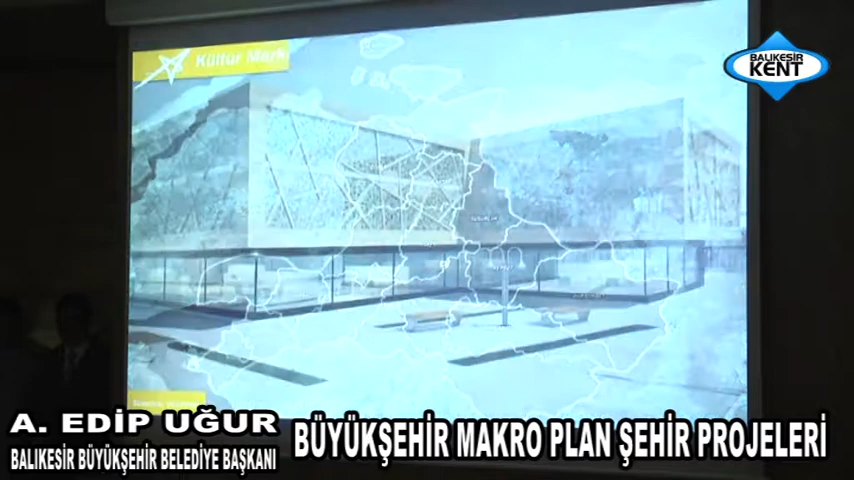 Kültür Merk
BALIKESİR
KENT
A. EDİP UĞUR
BALIKESİR BÜYÜKŞEHİR BELEDİYE BAŞKANI
BÜYÜKŞEHİR MAKRO PLAN ŞEHİR PROJELERİ